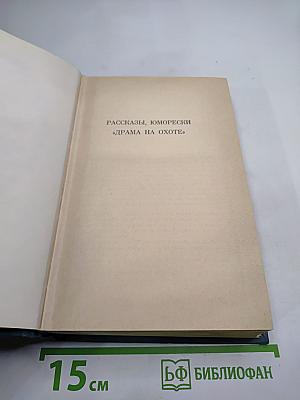 РАССКАЗЫ, ЮМОРЕСКИ
«ДРАМА НА ОХОТЕ»
15 см
БФ БИБЛИОФАН